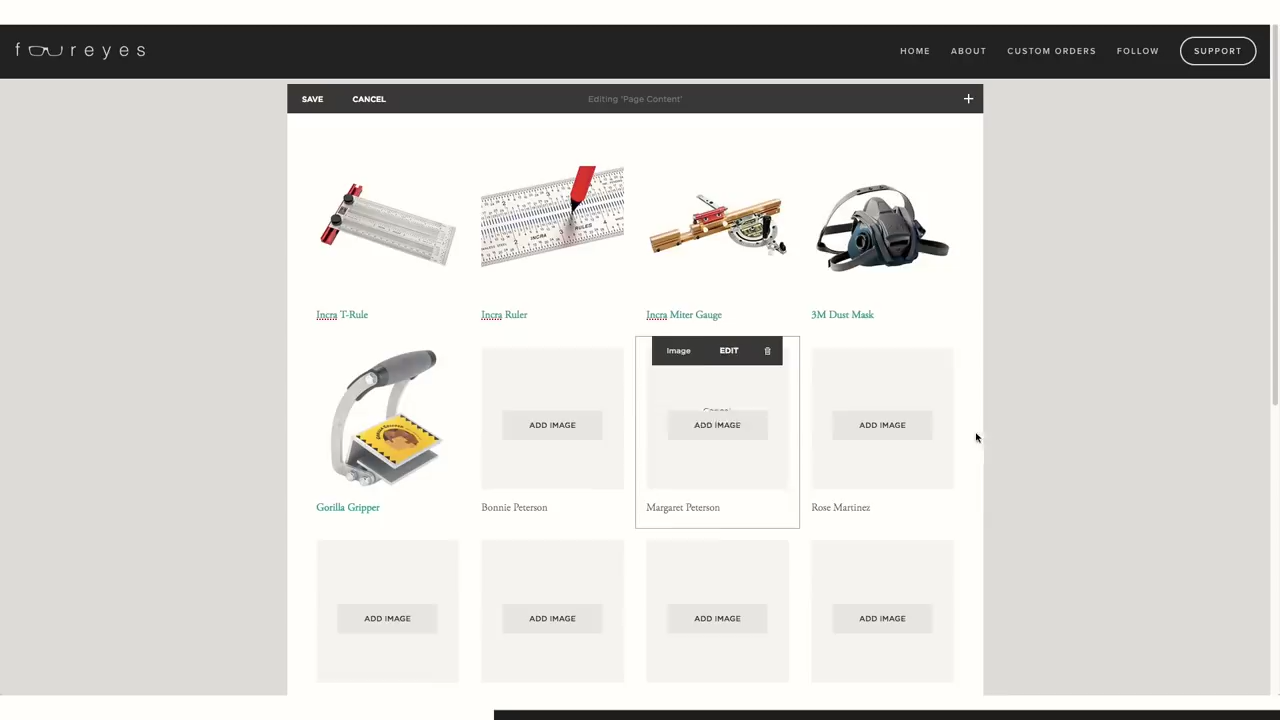 foureyes
HOME ABOUT CUSTOM ORDERS FOLLOW SUPPORT
SAVE CANCEL Editing 'Page Content' +
INCRA RULES
Incra T-Rule Incra Ruler Incra Miter Gauge 3M Dust Mask
Image EDIT
ADD IMAGE ADD IMAGE ADD IMAGE
Gorilla Gripper Bonnie Peterson Margaret Peterson Rose Martinez
ADD IMAGE ADD IMAGE ADD IMAGE ADD IMAGE